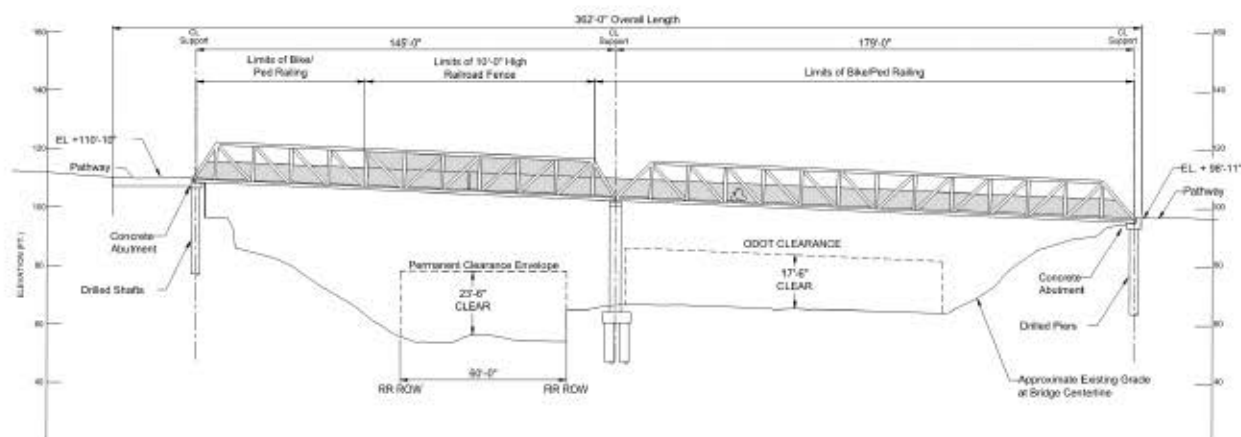 362'-0" Overall Length
160
CL
Support
145'-0"
CL
Support
179'-0"
CL
Support
160
Limits of Bike/
Ped Railing
Limits of 10'-0" High
Railroad Fence
Limits of Bike/Ped Railing
140
140
EL +110'-10"
120
120
Pathway
EL. + 96'-11"
Pathway
100
100
Concrete
Abutment
ODOT CLEARANCE
ELEVATION (FT.)
Permanent Clearance Envelope
17'-6"
CLEAR
Concrete
Abutment
80
80
Drilled Shafts
23'-6"
CLEAR
Drilled Piers
60
60
60'-0"
RR ROW
RR ROW
Approximate Existing Grade
at Bridge Centerline
40
40